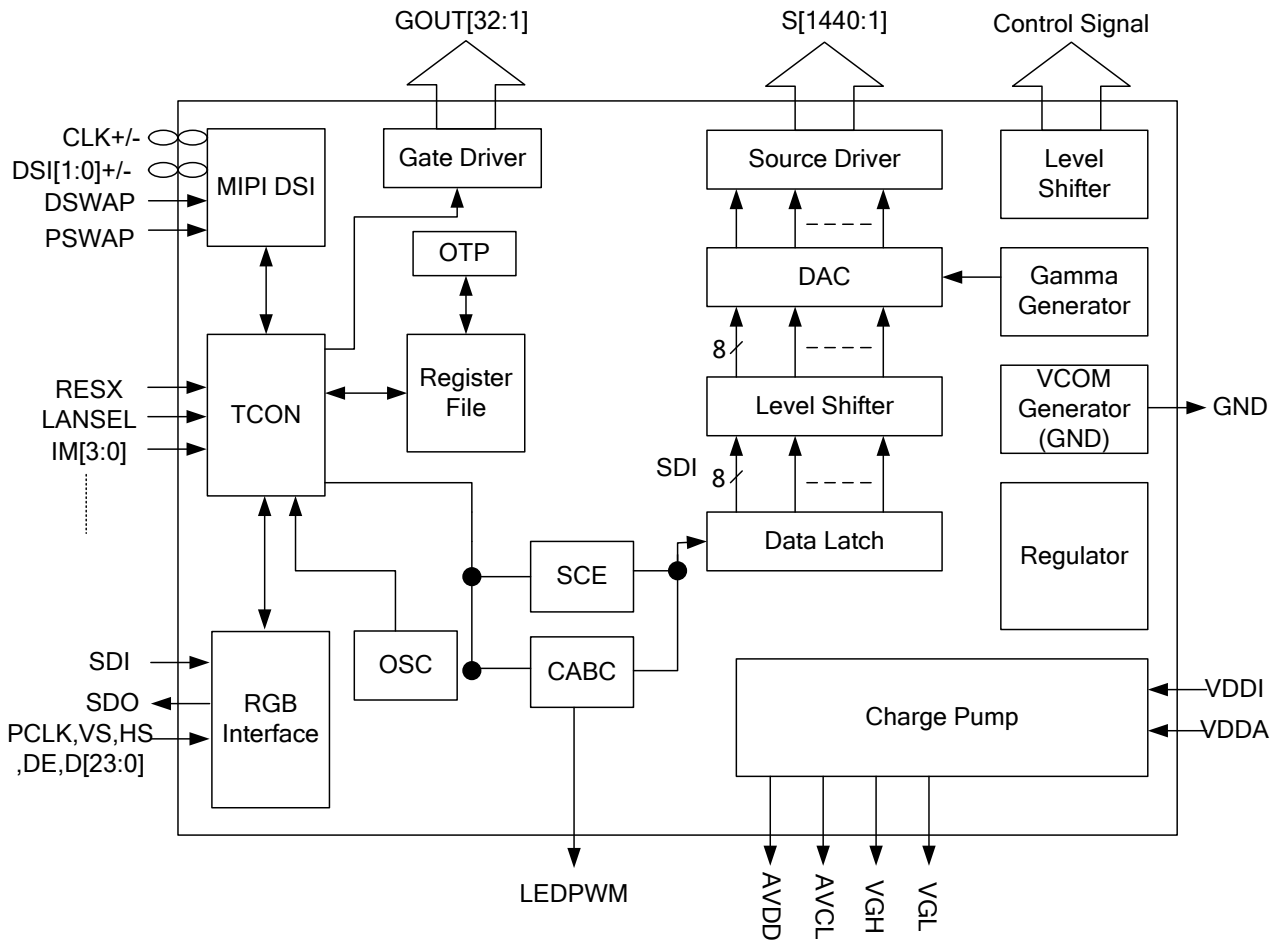 GOUT[32:1]
S[1440:1]
Control Signal
CLK+/-
DSI[1:0]+/-
DSWAP
PSWAP
MIPI DSI
Gate Driver
Source Driver
Level
Shifter
OTP
DAC
Gamma
Generator
8
RESX
LANSEL
IM[3:0]
TCON
Register
File
Level Shifter
VCOM
Generator
(GND)
GND
SDI
8
Data Latch
Regulator
SCE
OSC
CABC
SDI
SDO
PCLK,VS,HS
,DE,D[23:0]
RGB
Interface
Charge Pump
VDDI
VDDA
LEDPWM
AVDD
AVCL
VGH
VGL